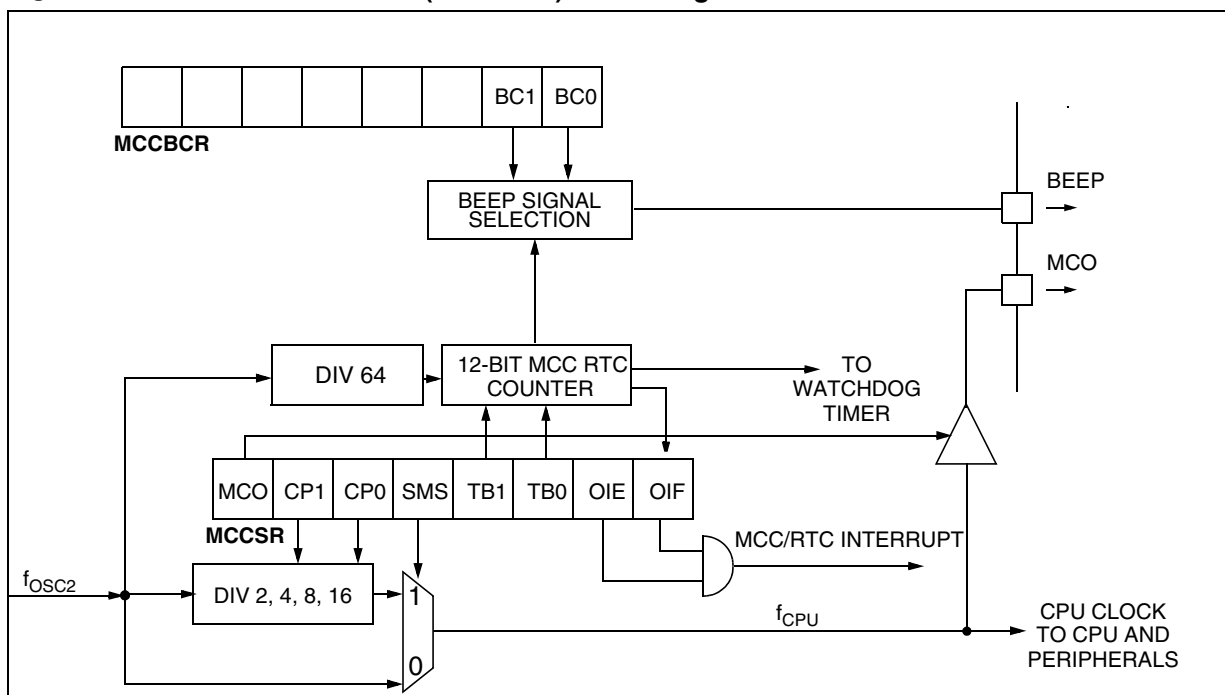 BC1 BC0
MCCBCR
BEEP SIGNAL
SELECTION
BEEP
MCO
DIV 64
12-BIT MCC RTC
COUNTER
TO
WATCHDOG
TIMER
MCO CP1 CP0 SMS TB1 TB0 OIE OIF
MCCSR
MCC/RTC INTERRUPT
fOSC2
DIV 2, 4, 8, 16
1
0
fCPU
CPU CLOCK
TO CPU AND
PERIPHERALS